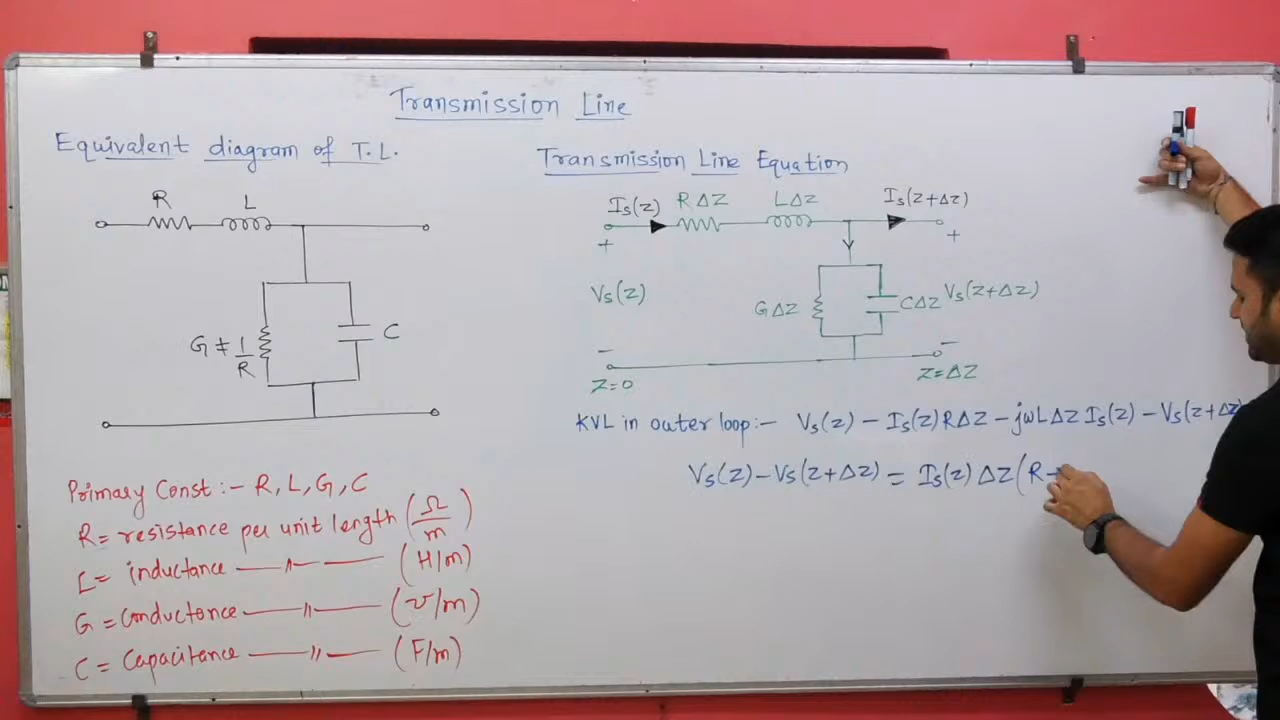 Transmission Line
Equivalent diagram of T.L.
R
L
G ≠ 1/R
C
Primary Const :- R, L, G, C
R = resistance per unit length (Ω/m)
L = inductance —〃— (H/m)
G = Conductance —〃— (℧/m)
C = Capacitance —〃— (F/m)
Transmission Line Equation
Is(z)
RΔZ
LΔz
Is(z+Δz)
+
+
Vs(z)
GΔZ
CΔZ
Vs(z+Δz)
−
−
Z=0
Z=ΔZ
KVL in outer loop:- Vs(z) − Is(z)RΔZ − jωLΔZ Is(z) − Vs(z+Δz)
Vs(z) − Vs(z+Δz) = Is(z) ΔZ (R